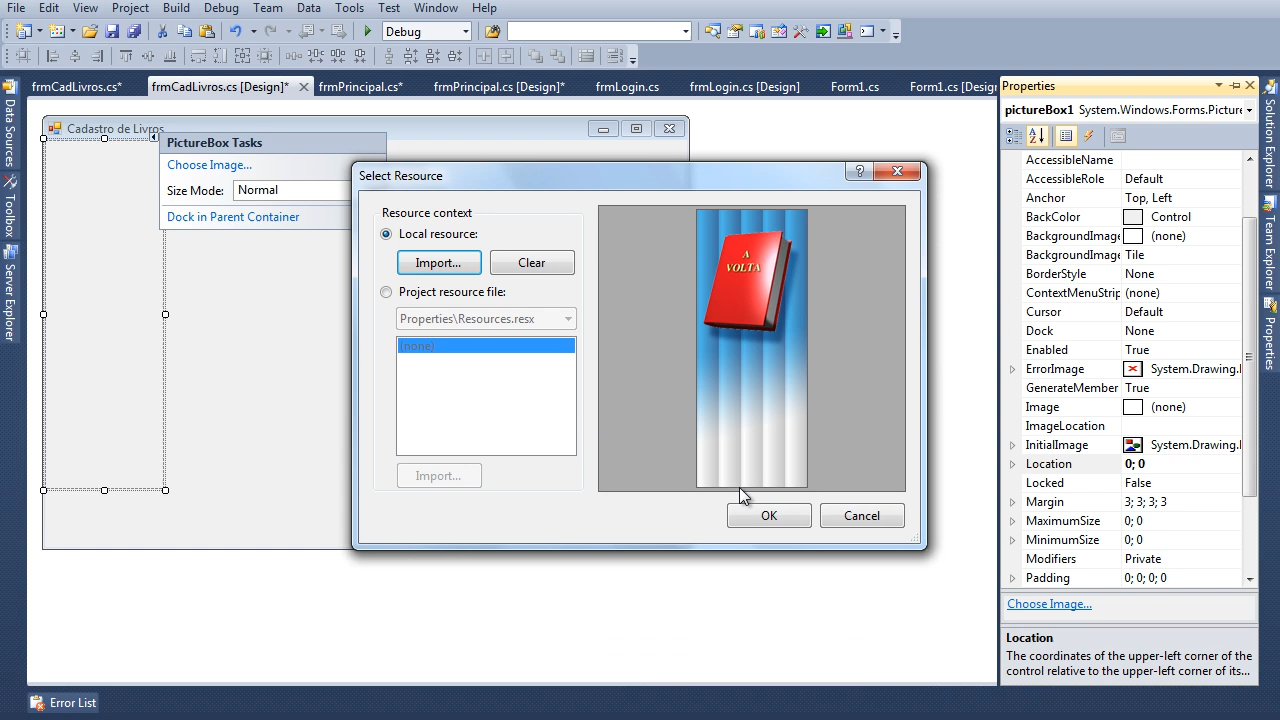 File Edit View Project Build Debug Team Data Tools Test Window Help
Debug
frmCadLivros.cs* frmCadLivros.cs [Design]* frmPrincipal.cs* frmPrincipal.cs [Design]* frmLogin.cs frmLogin.cs [Design] Form1.cs Form1.cs [Design]
Data Sources
Toolbox
Server Explorer
Cadastro de Livros
PictureBox Tasks
Choose Image...
Size Mode: Normal
Dock in Parent Container
Select Resource
Resource context
Local resource:
Import... Clear
Project resource file:
Properties\Resources.resx
(none)
Import...
A
VOLTA
OK Cancel
Properties
pictureBox1 System.Windows.Forms.Picture
AccessibleName
AccessibleRole Default
Anchor Top, Left
BackColor Control
BackgroundImage (none)
BackgroundImage Tile
BorderStyle None
ContextMenuStrip (none)
Cursor Default
Dock None
Enabled True
ErrorImage System.Drawing.
GenerateMember True
Image (none)
ImageLocation
InitialImage System.Drawing.
Location 0; 0
Locked False
Margin 3; 3; 3; 3
MaximumSize 0; 0
MinimumSize 0; 0
Modifiers Private
Padding 0; 0; 0; 0
Choose Image...
Location
The coordinates of the upper-left corner of the
control relative to the upper-left corner of its...
Solution Explorer
Team Explorer
Properties
Error List